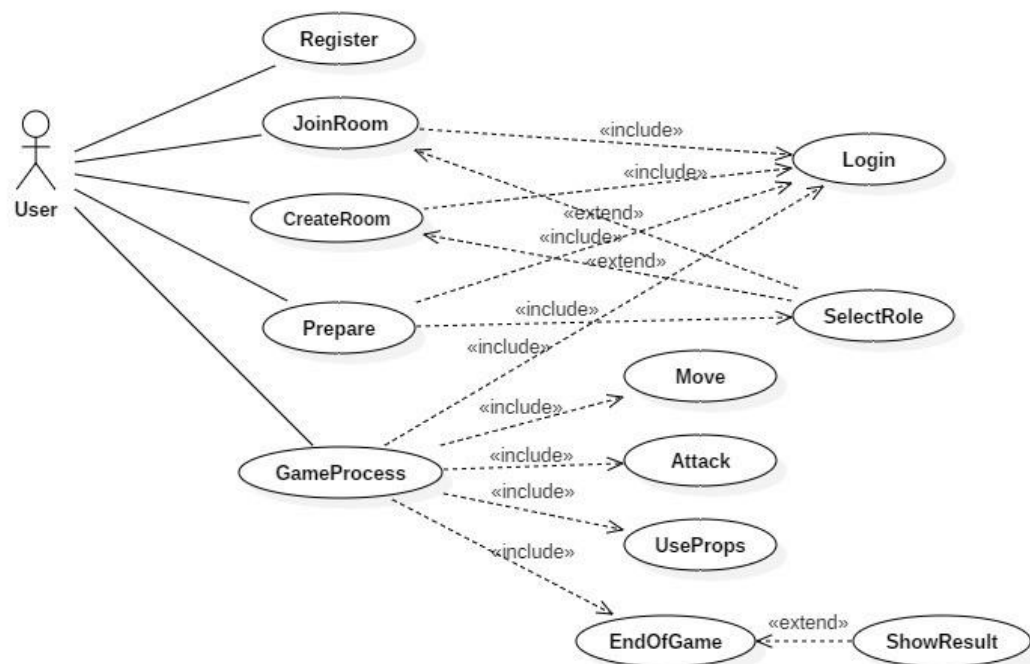 Register
JoinRoom
«include»
Login
«include»
User
CreateRoom
«extend»
«include»
«extend»
Prepare
«include»
SelectRole
«include»
Move
«include»
GameProcess
«include»
Attack
«include»
UseProps
«include»
EndOfGame
«extend»
ShowResult